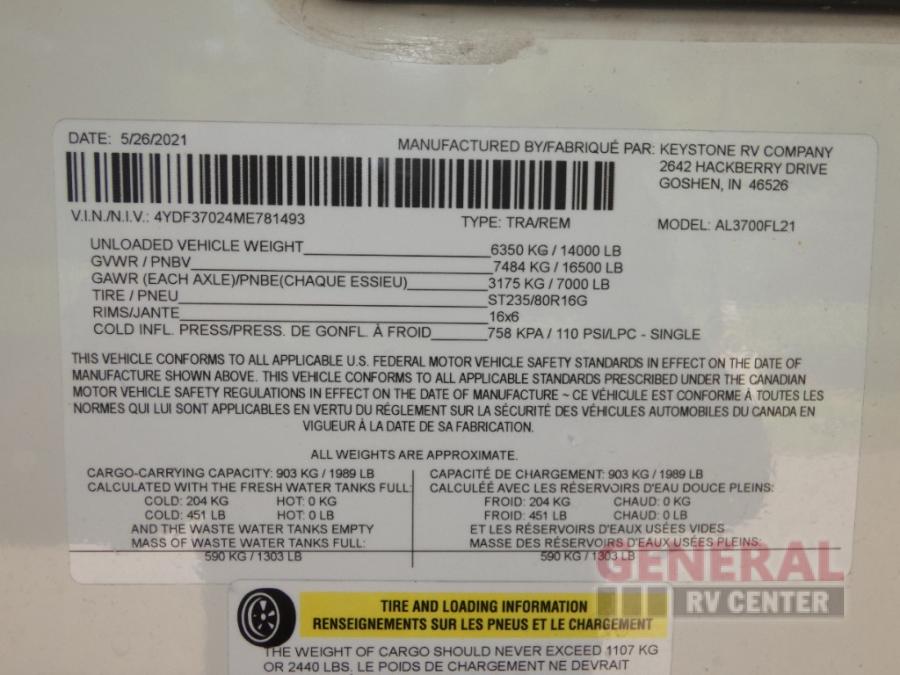 DATE: 5/26/2021
MANUFACTURED BY/FABRIQUÉ PAR: KEYSTONE RV COMPANY
2642 HACKBERRY DRIVE
GOSHEN, IN 46526
V.I.N./N.I.V.: 4YDF37024ME781493 TYPE: TRA/REM MODEL: AL3700FL21
UNLOADED VEHICLE WEIGHT 6350 KG / 14000 LB
GVWR / PNBV 7484 KG / 16500 LB
GAWR (EACH AXLE)/PNBE(CHAQUE ESSIEU) 3175 KG / 7000 LB
TIRE / PNEU ST235/80R16G
RIMS/JANTE 16x6
COLD INFL. PRESS/PRESS. DE GONFL. À FROID 758 KPA / 110 PSI/LPC - SINGLE
THIS VEHICLE CONFORMS TO ALL APPLICABLE U.S. FEDERAL MOTOR VEHICLE SAFETY STANDARDS IN EFFECT ON THE DATE OF
MANUFACTURE SHOWN ABOVE. THIS VEHICLE CONFORMS TO ALL APPLICABLE STANDARDS PRESCRIBED UNDER THE CANADIAN
MOTOR VEHICLE SAFETY REGULATIONS IN EFFECT ON THE DATE OF MANUFACTURE ~ CE VÉHICULE EST CONFORME À TOUTES LES
NORMES QUI LUI SONT APPLICABLES EN VERTU DU RÉGLEMENT SUR LA SÉCURITÉ DES VÉHICULES AUTOMOBILES DU CANADA EN
VIGUEUR À LA DATE DE SA FABRICATION.
ALL WEIGHTS ARE APPROXIMATE.
CARGO-CARRYING CAPACITY: 903 KG / 1989 LB
CALCULATED WITH THE FRESH WATER TANKS FULL:
COLD: 204 KG HOT: 0 KG
COLD: 451 LB HOT: 0 LB
AND THE WASTE WATER TANKS EMPTY
MASS OF WASTE WATER TANKS FULL:
590 KG / 1303 LB
CAPACITÉ DE CHARGEMENT: 903 KG / 1989 LB
CALCULÉE AVEC LES RÉSERVOIRS D'EAU DOUCE PLEINS:
FROID: 204 KG CHAUD: 0 KG
FROID: 451 LB CHAUD: 0 LB
ET LES RÉSERVOIRS D'EAUX USÉES VIDES
MASSE DES RÉSERVOIRS D'EAUX USÉES PLEINS:
590 KG / 1303 LB
GENERAL
RV CENTER
TIRE AND LOADING INFORMATION
RENSEIGNEMENTS SUR LES PNEUS ET LE CHARGEMENT
THE WEIGHT OF CARGO SHOULD NEVER EXCEED 1107 KG
OR 2440 LBS. LE POIDS DE CHARGEMENT NE DEVRAIT